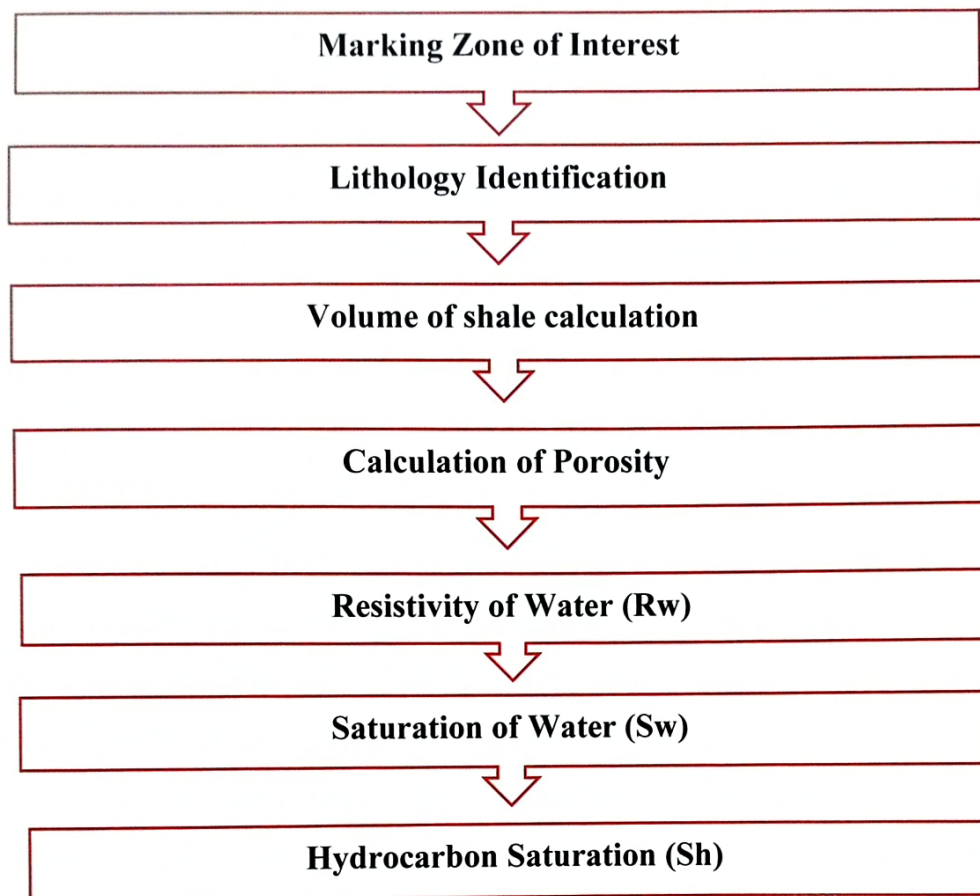 Marking Zone of Interest
Lithology Identification
Volume of shale calculation
Calculation of Porosity
Resistivity of Water (Rw)
Saturation of Water (Sw)
Hydrocarbon Saturation (Sh)